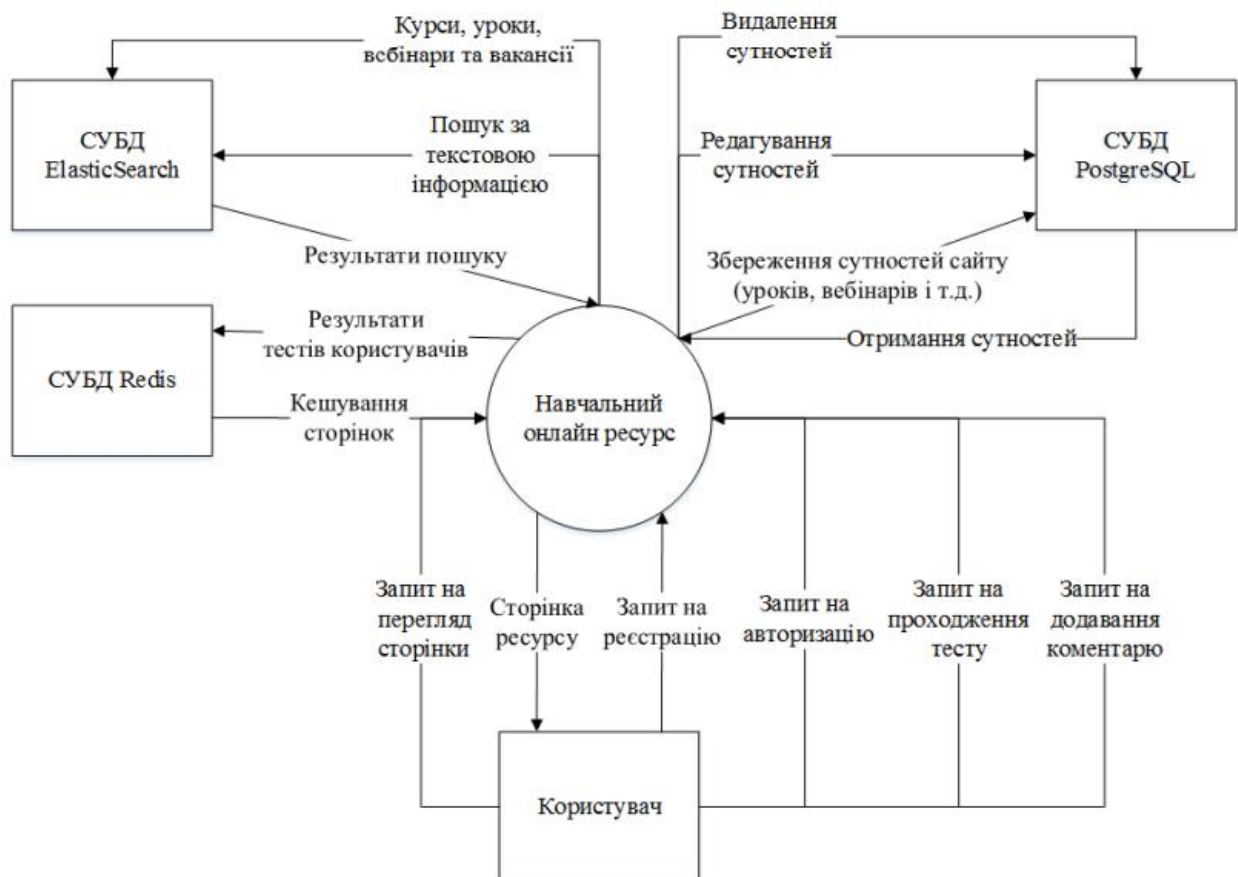 Курси, уроки,
вебінари та вакансії
Видалення
сутностей
СУБД
ElasticSearch
Пошук за
текстовою
інформацією
Редагування
сутностей
СУБД
PostgreSQL
Результати пошуку
Збереження сутностей сайту
(уроків, вебінарів і т.д.)
Результати
тестів користувачів
Отримання сутностей
СУБД Redis
Кешування
сторінок
Навчальний
онлайн ресурс
Запит на
перегляд
сторінки
Сторінка
ресурсу
Запит на
реєстрацію
Запит на
авторизацію
Запит на
проходження
тесту
Запит на
додавання
коментарю
Користувач